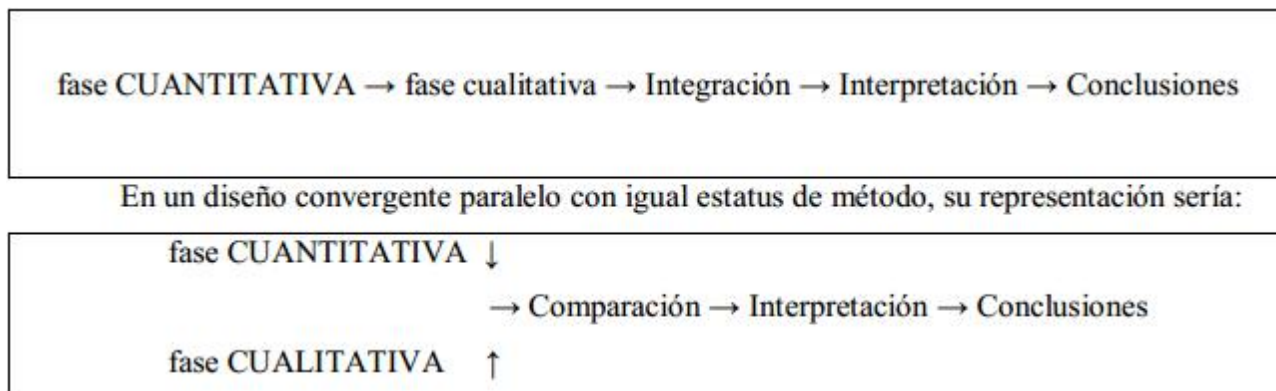 fase CUANTITATIVA → fase cualitativa → Integración → Interpretación → Conclusiones
En un diseño convergente paralelo con igual estatus de método, su representación sería:
fase CUANTITATIVA ↓
→ Comparación → Interpretación → Conclusiones
fase CUALITATIVA ↑